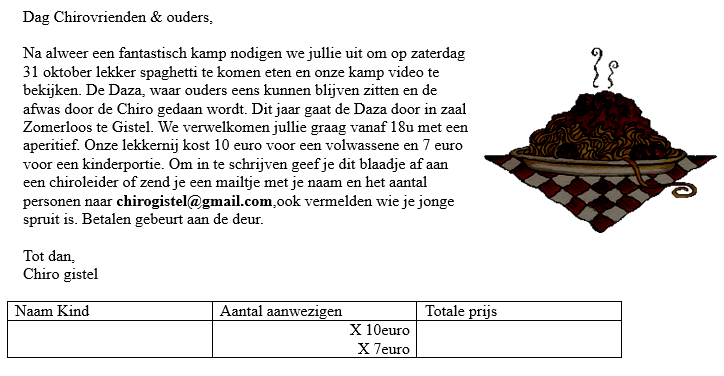 Dag Chirovrienden & ouders,
Na alweer een fantastisch kamp nodigen we jullie uit om op zaterdag
31 oktober lekker spaghetti te komen eten en onze kamp video te
bekijken. De Daza, waar ouders eens kunnen blijven zitten en de
afwas door de Chiro gedaan wordt. Dit jaar gaat de Daza door in zaal
Zomerloos te Gistel. We verwelkomen jullie graag vanaf 18u met een
aperitief. Onze lekkernij kost 10 euro voor een volwassene en 7 euro
voor een kinderportie. Om in te schrijven geef je dit blaadje af aan
een chiroleider of zend je een mailtje met je naam en het aantal
personen naar chirogistel@gmail.com,ook vermelden wie je jonge
spruit is. Betalen gebeurt aan de deur.
Tot dan,
Chiro gistel
Naam Kind Aantal aanwezigen Totale prijs
X 10euro
X 7euro